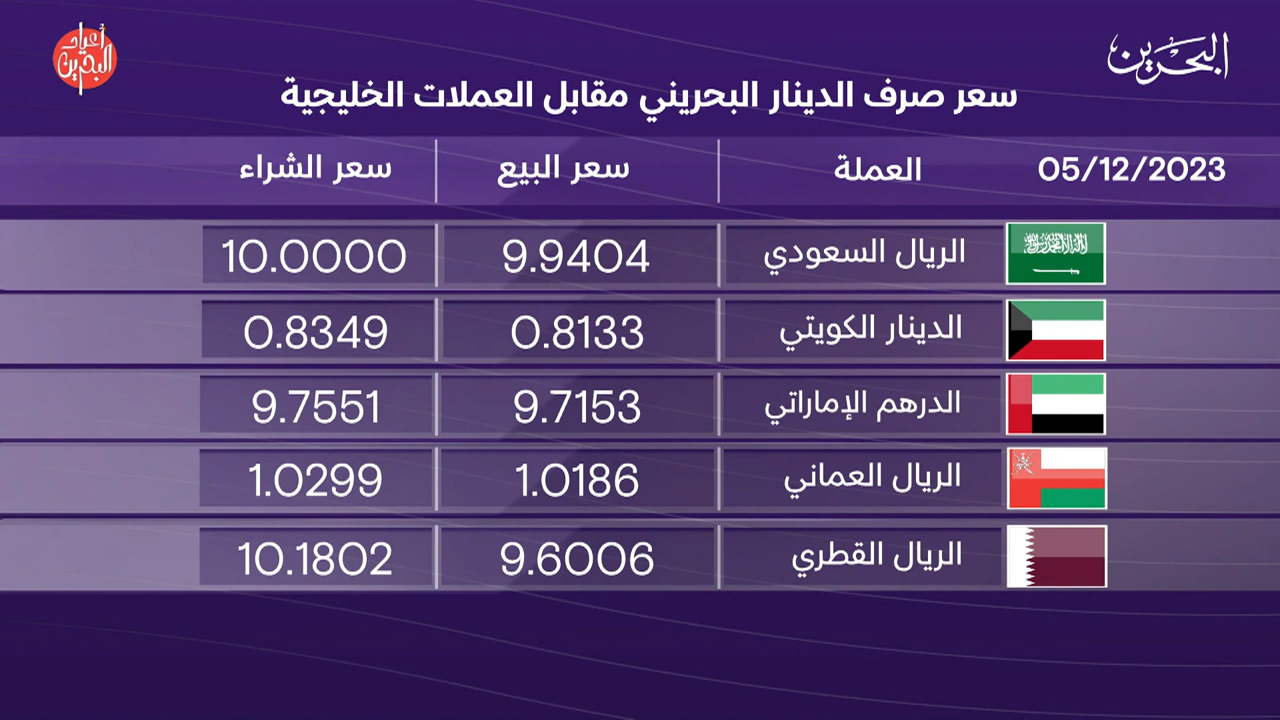 البحرين
أعياد
البحرين
سعر صرف الدينار البحريني مقابل العملات الخليجية
05/12/2023 العملة سعر البيع سعر الشراء
الريال السعودي 9.9404 10.0000
الدينار الكويتي 0.8133 0.8349
الدرهم الإماراتي 9.7153 9.7551
الريال العماني 1.0186 1.0299
الريال القطري 9.6006 10.1802